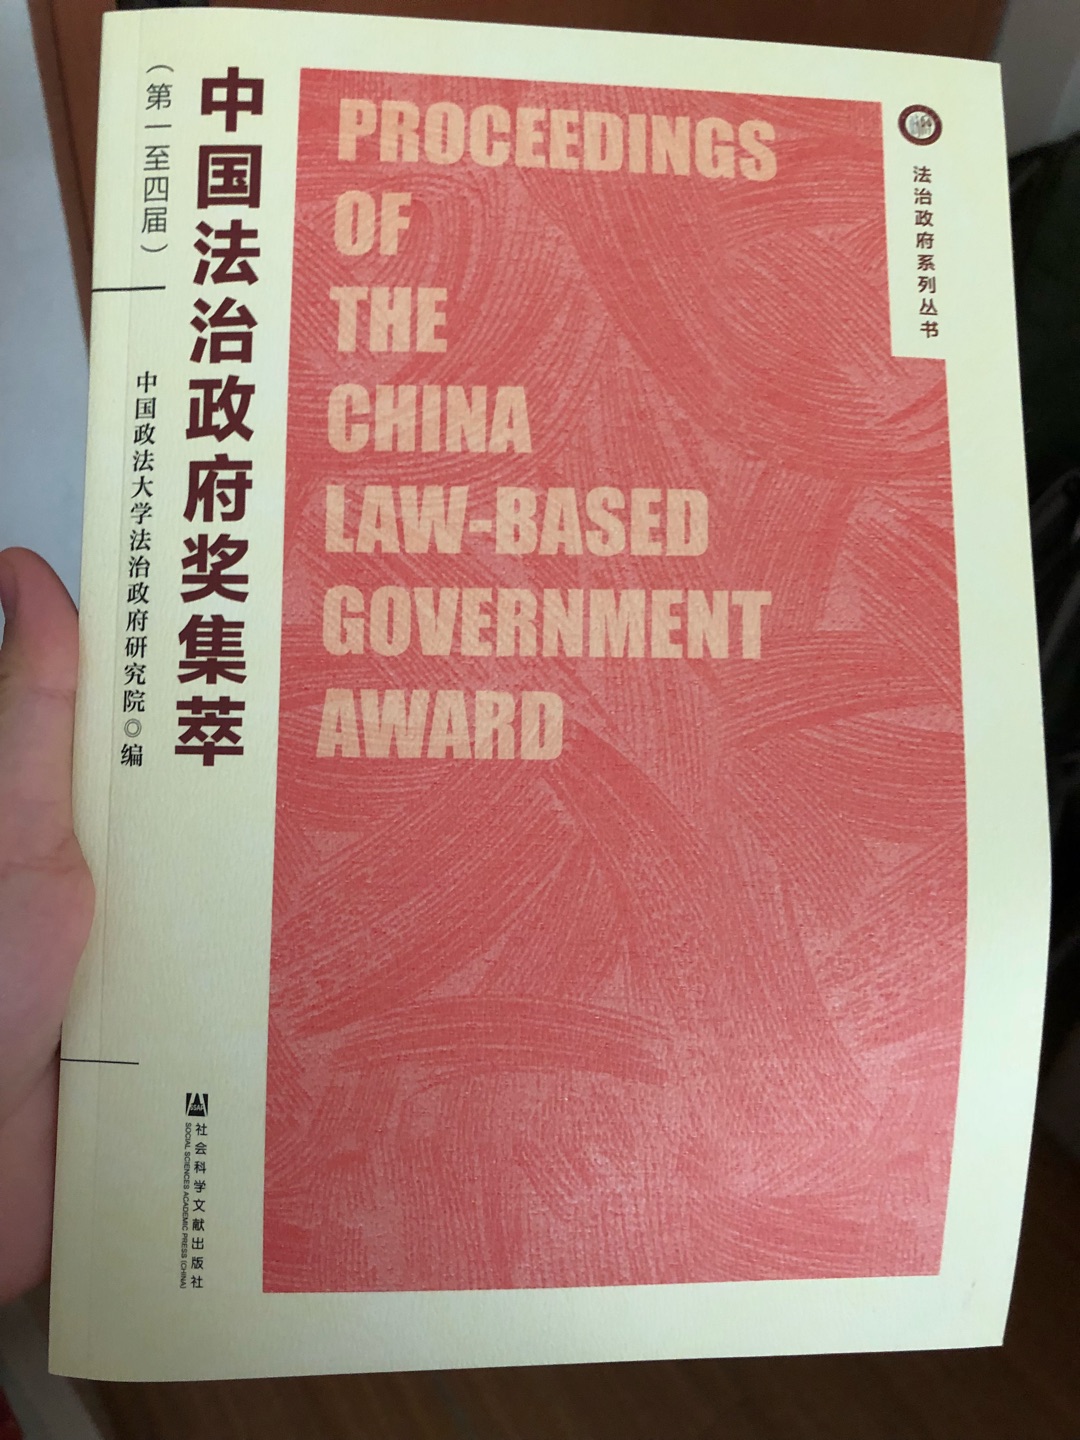 中国法治政府奖集萃
（第一至四届）
中国政法大学法治政府研究院◎编
PROCEEDINGS
OF
THE
CHINA
LAW-BASED
GOVERNMENT
AWARD
法治政府系列丛书
SSAP
社会科学文献出版社
SOCIAL SCIENCES ACADEMIC PRESS (CHINA)